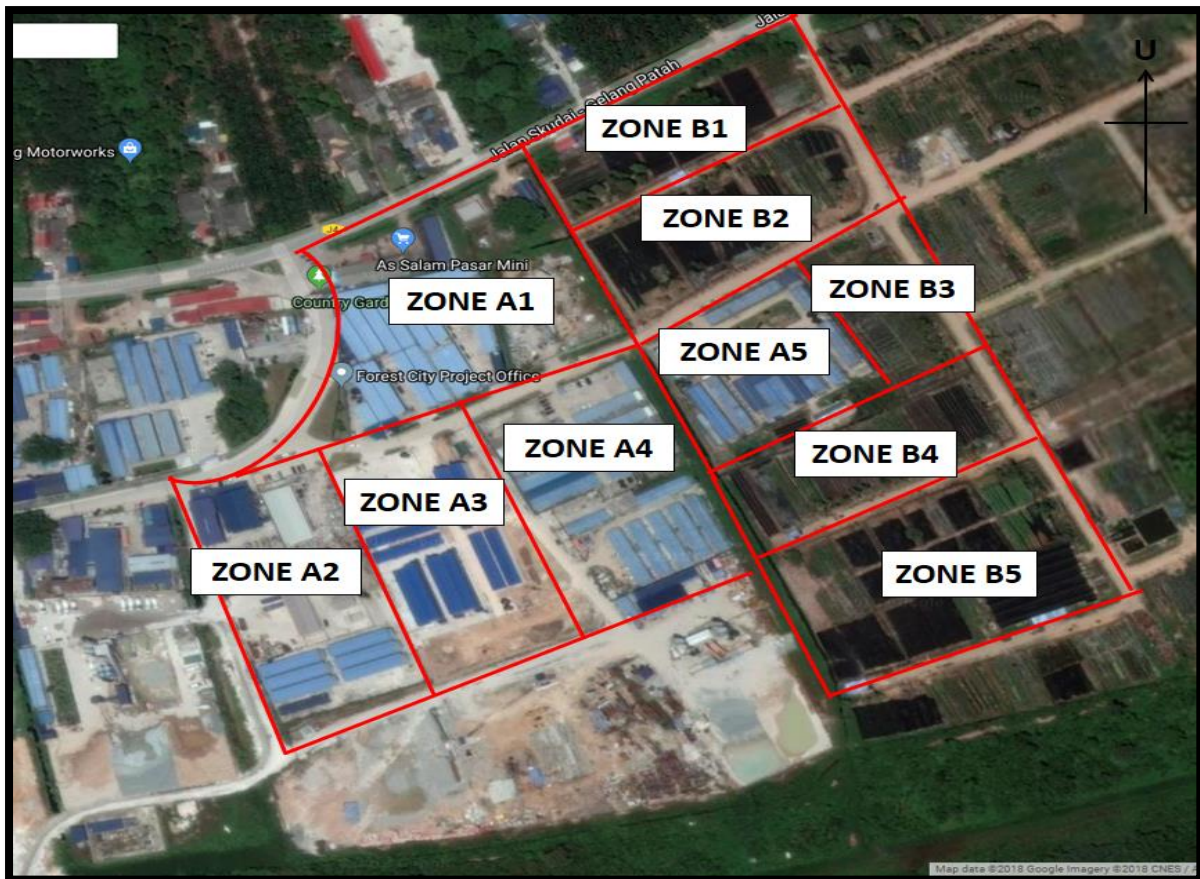 Jala
U
Jalan Skudai - Gelang Patah
ZONE B1
g Motorworks
ZONE B2
J4
As Salam Pasar Mini
ZONE B3
Country Gard
ZONE A1
ZONE A5
Forest City Project Office
ZONE A4
ZONE B4
ZONE A3
ZONE A2
ZONE B5
Map data ©2018 Google Imagery ©2018 CNES / A